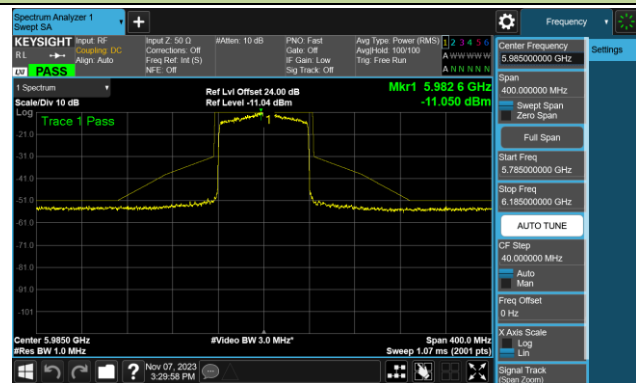 Spectrum Analyzer 1
Swept SA
Frequency
KEYSIGHT
RL
LXI
PASS
Input: RF
Coupling: DC
Align: Auto
Input Z: 50 Ω
Corrections: Off
Freq Ref: Int (S)
NFE: Off
#Atten: 10 dB
PNO: Fast
Gate: Off
IF Gain: Low
Sig Track: Off
Avg Type: Power (RMS)
Avg|Hold: 100/100
Trig: Free Run
1 2 3 4 5 6
A W W W W W
A N N N N N
1 Spectrum
Scale/Div 10 dB
Ref Lvl Offset 24.00 dB
Ref Level -11.04 dBm
Mkr1 5.982 6 GHz
-11.050 dBm
Log
Trace 1 Pass
1
-21.0
-31.0
-41.0
-51.0
-61.0
-71.0
-81.0
-91.0
-101
Center 5.9850 GHz
#Res BW 1.0 MHz
#Video BW 3.0 MHz*
Span 400.0 MHz
Sweep 1.07 ms (2001 pts)
Nov 07, 2023
3:29:58 PM
Center Frequency
5.985000000 GHz
Settings
Span
400.000000 MHz
Swept Span
Zero Span
Full Span
Start Freq
5.785000000 GHz
Stop Freq
6.185000000 GHz
AUTO TUNE
CF Step
40.000000 MHz
Auto
Man
Freq Offset
0 Hz
X Axis Scale
Log
Lin
Signal Track
(Span Zoom)